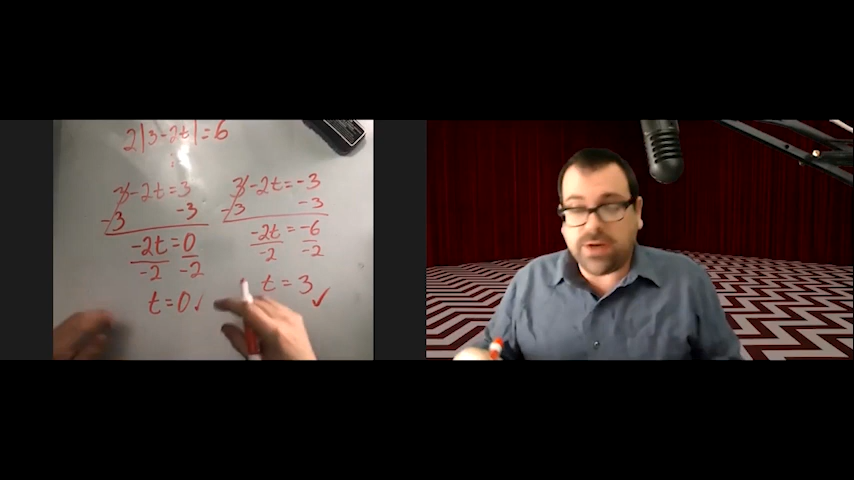 2|3-2t|=6
:
3-2t=3
-3 -3
-2t=0
-2 -2
t=0✓
3-2t=-3
-3 -3
-2t=-6
-2 -2
t=3
✓